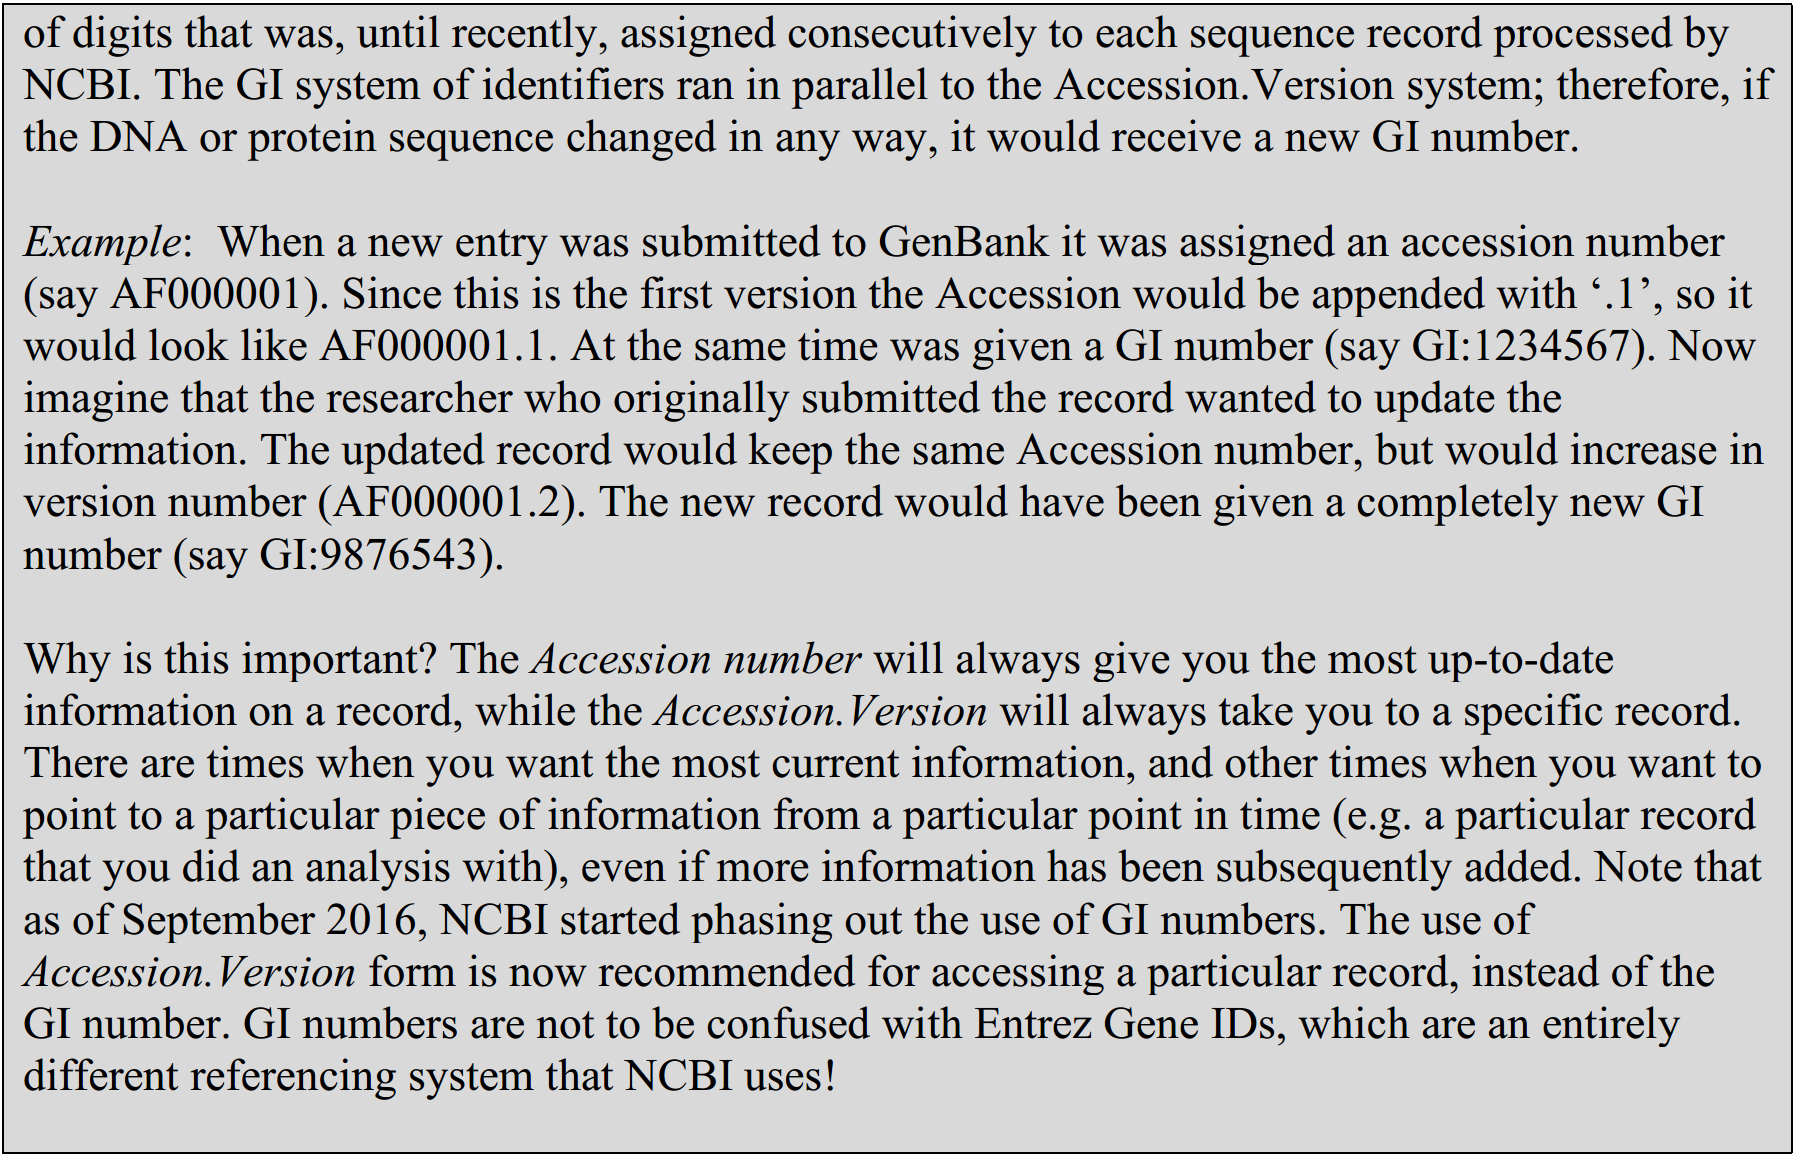 of digits that was, until recently, assigned consecutively to each sequence record processed by
NCBI. The GI system of identifiers ran in parallel to the Accession.Version system; therefore, if
the DNA or protein sequence changed in any way, it would receive a new GI number.
Example:  When a new entry was submitted to GenBank it was assigned an accession number
(say AF000001). Since this is the first version the Accession would be appended with ‘.1’, so it
would look like AF000001.1. At the same time was given a GI number (say GI:1234567). Now
imagine that the researcher who originally submitted the record wanted to update the
information. The updated record would keep the same Accession number, but would increase in
version number (AF000001.2). The new record would have been given a completely new GI
number (say GI:9876543).
Why is this important? The Accession number will always give you the most up-to-date
information on a record, while the Accession.Version will always take you to a specific record.
There are times when you want the most current information, and other times when you want to
point to a particular piece of information from a particular point in time (e.g. a particular record
that you did an analysis with), even if more information has been subsequently added. Note that
as of September 2016, NCBI started phasing out the use of GI numbers. The use of
Accession.Version form is now recommended for accessing a particular record, instead of the
GI number. GI numbers are not to be confused with Entrez Gene IDs, which are an entirely
different referencing system that NCBI uses!